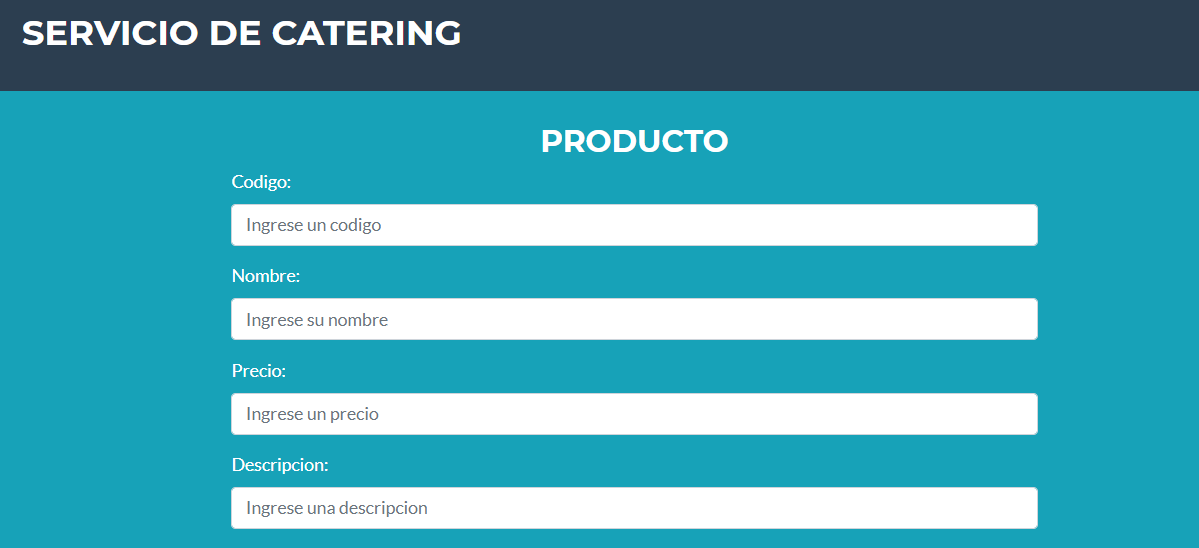 SERVICIO DE CATERING
PRODUCTO
Codigo:
Ingrese un codigo
Nombre:
Ingrese su nombre
Precio:
Ingrese un precio
Descripcion:
Ingrese una descripcion